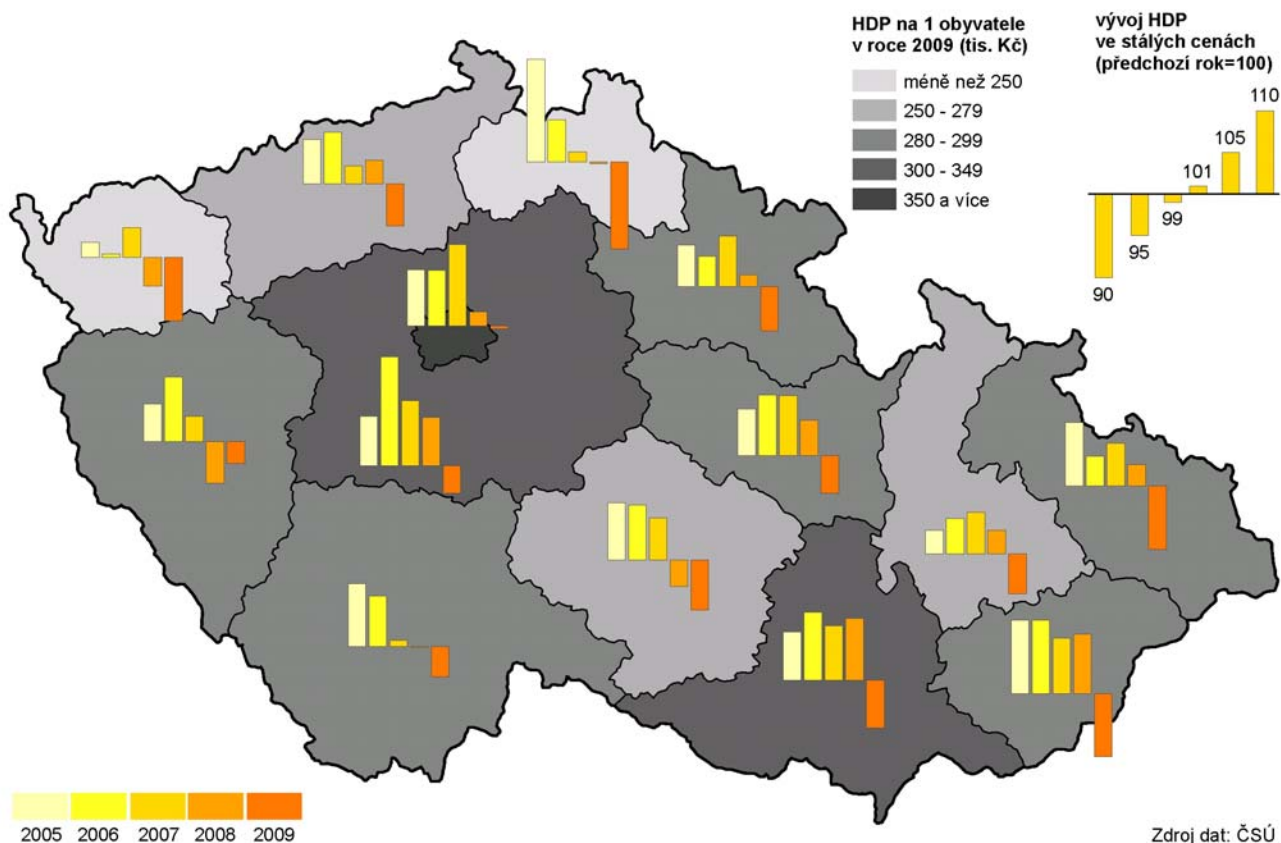 HDP na 1 obyvatele
v roce 2009 (tis. Kč)
méně než 250
250 - 279
280 - 299
300 - 349
350 a více
vývoj HDP
ve stálých cenách
(předchozí rok=100)
110
105
101
99
95
90
2005
2006
2007
2008
2009
Zdroj dat: ČSÚ